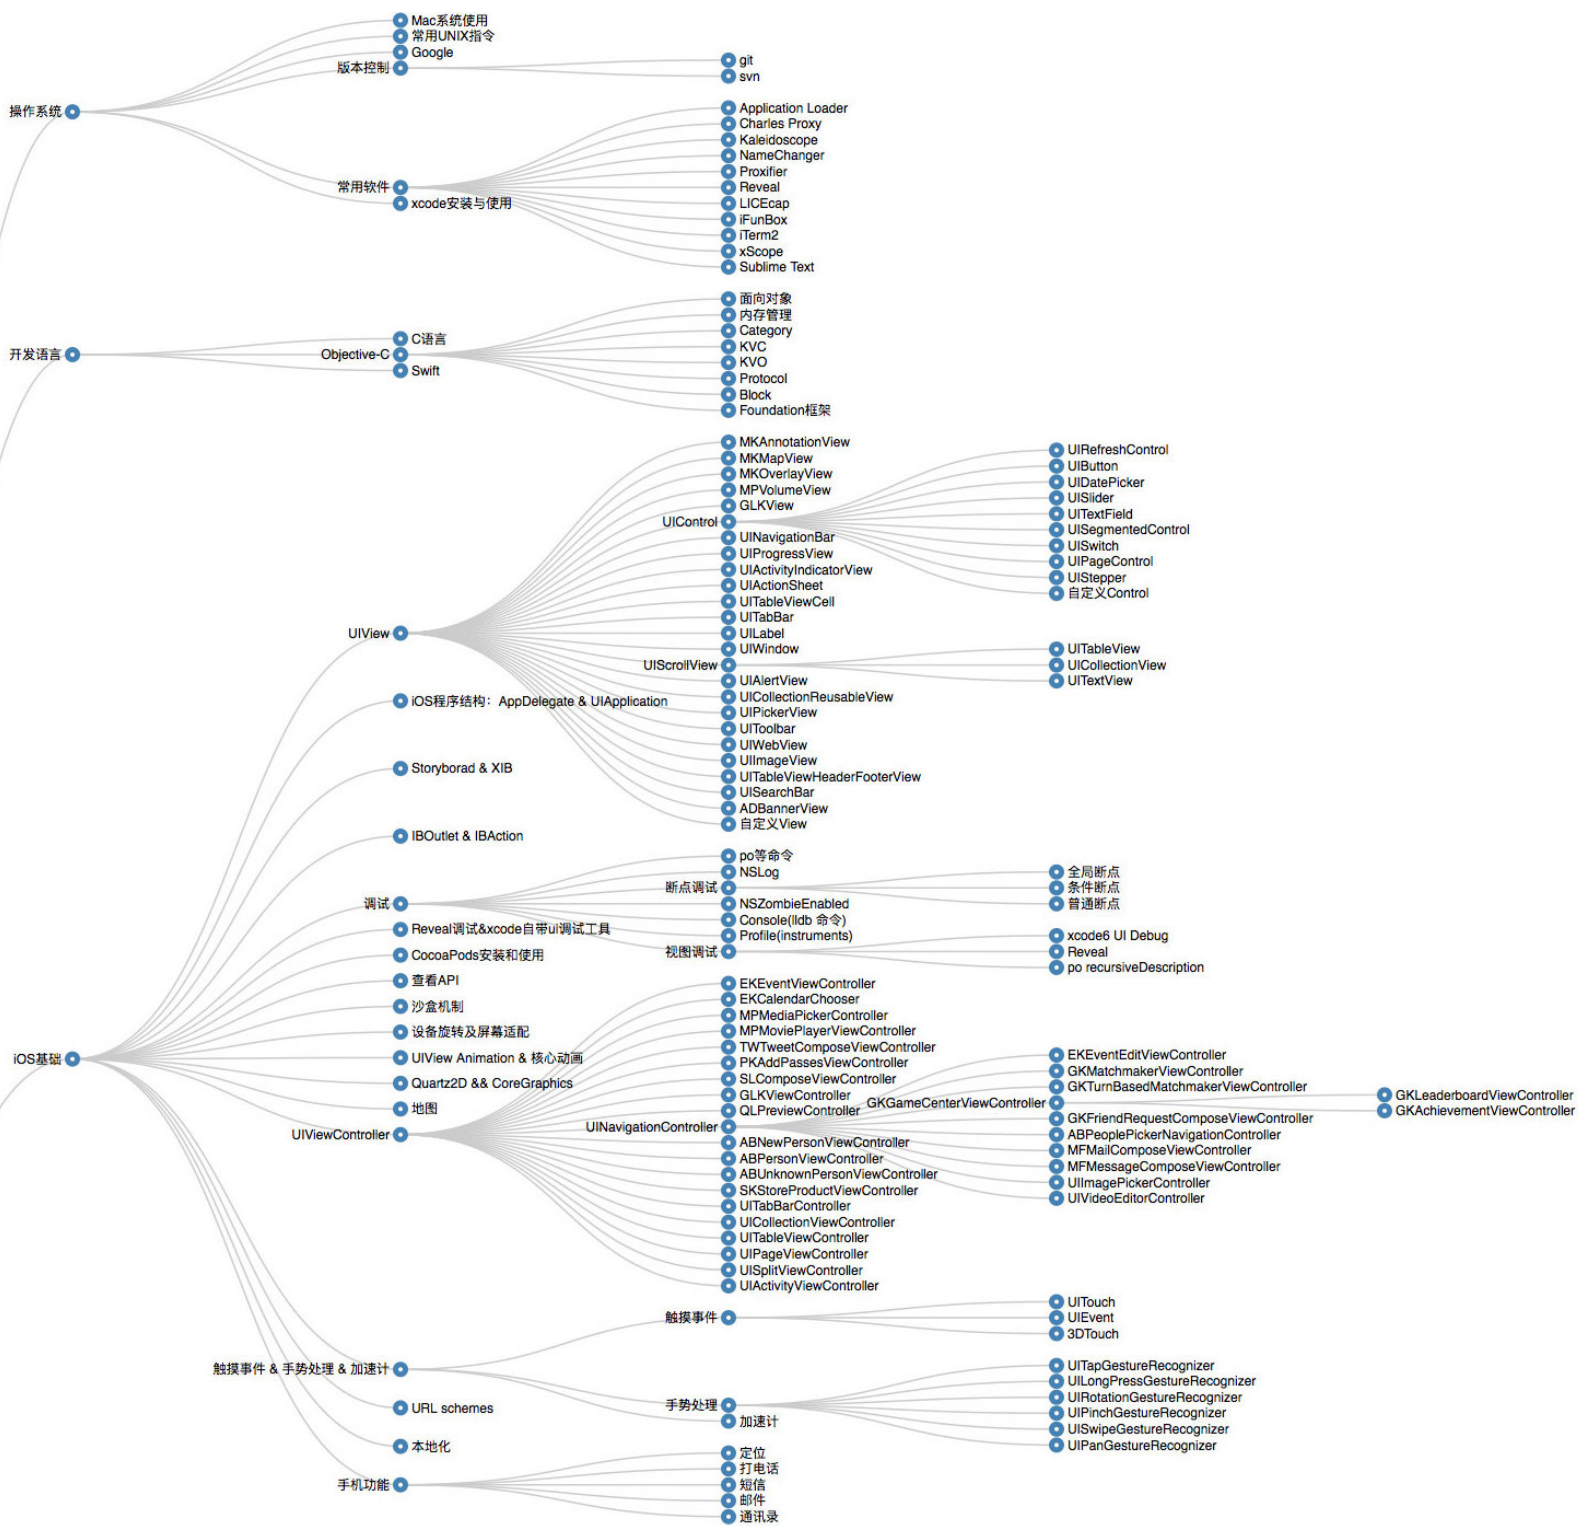 Mac系统使用
常用UNIX指令
Google
版本控制
git
svn
操作系统
Application Loader
Charles Proxy
Kaleidoscope
NameChanger
Proxifier
常用软件
Reveal
xcode安装与使用
LICEcap
iFunBox
iTerm2
xScope
Sublime Text
面向对象
内存管理
Category
C语言
KVC
开发语言
Objective-C
KVO
Swift
Protocol
Block
Foundation框架
MKAnnotationView
MKMapView
MKOverlayView
MPVolumeView
GLKView
UIControl
UIRefreshControl
UIButton
UIDatePicker
UISlider
UITextField
UISegmentedControl
UISwitch
UIPageControl
UIStepper
自定义Control
UINavigationBar
UIProgressView
UIActivityIndicatorView
UIActionSheet
UITableViewCell
UITabBar
UIView
UILabel
UIWindow
UIScrollView
UITableView
UICollectionView
UITextView
UIAlertView
UICollectionReusableView
iOS程序结构：AppDelegate & UIApplication
UIPickerView
UIToolbar
UIWebView
UIImageView
Storyborad & XIB
UITableViewHeaderFooterView
UISearchBar
ADBannerView
自定义View
IBOutlet & IBAction
po等命令
NSLog
断点调试
全局断点
条件断点
普通断点
调试
NSZombieEnabled
Console(lldb 命令)
Profile(instruments)
Reveal调试&xcode自带ui调试工具
视图调试
xcode6 UI Debug
Reveal
po recursiveDescription
CocoaPods安装和使用
查看API
沙盒机制
设备旋转及屏幕适配
iOS基础
UIView Animation & 核心动画
Quartz2D && CoreGraphics
地图
UIViewController
EKEventViewController
EKCalendarChooser
MPMediaPickerController
MPMoviePlayerViewController
TWTweetComposeViewController
PKAddPassesViewController
SLComposeViewController
GLKViewController
QLPreviewController
UINavigationController
EKEventEditViewController
GKMatchmakerViewController
GKTurnBasedMatchmakerViewController
GKGameCenterViewController
GKLeaderboardViewController
GKAchievementViewController
GKFriendRequestComposeViewController
ABPeoplePickerNavigationController
MFMailComposeViewController
MFMessageComposeViewController
UIImagePickerController
UIVideoEditorController
ABNewPersonViewController
ABPersonViewController
ABUnknownPersonViewController
SKStoreProductViewController
UITabBarController
UICollectionViewController
UITableViewController
UIPageViewController
UISplitViewController
UIActivityViewController
触摸事件
UITouch
UIEvent
3DTouch
触摸事件 & 手势处理 & 加速计
手势处理
UITapGestureRecognizer
UILongPressGestureRecognizer
UIRotationGestureRecognizer
UIPinchGestureRecognizer
UISwipeGestureRecognizer
UIPanGestureRecognizer
加速计
URL schemes
本地化
手机功能
定位
打电话
短信
邮件
通讯录